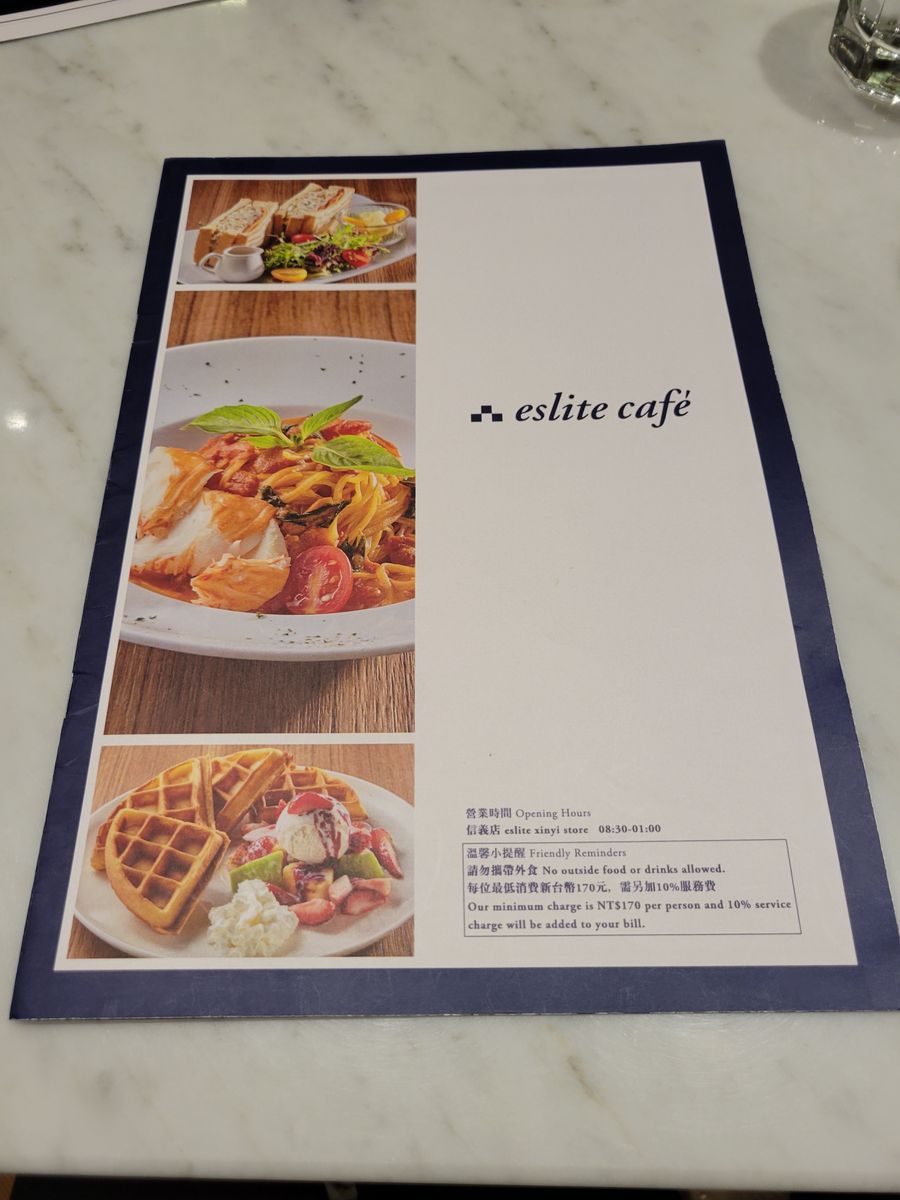 eslite café
營業時間 Opening Hours
信義店 eslite xinyi store 08:30-01:00
溫馨小提醒 Friendly Reminders
請勿攜帶外食 No outside food or drinks allowed.
每位最低消費新台幣170元，需另加10%服務費
Our minimum charge is NT$170 per person and 10% service
charge will be added to your bill.